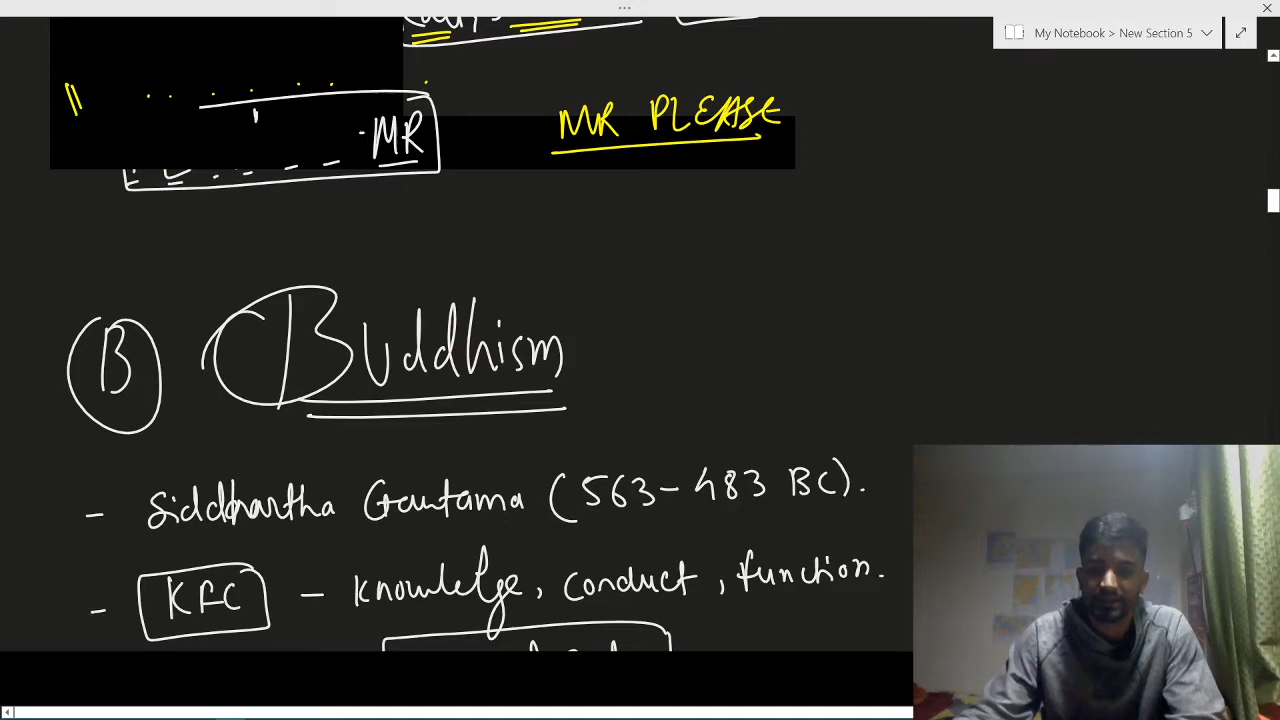 My Notebook > New Section 5
MR PLEASE
MR
B Buddhism
- Siddhartha Gautama (563-483 BC).
- KFC - Knowledge, conduct, function.